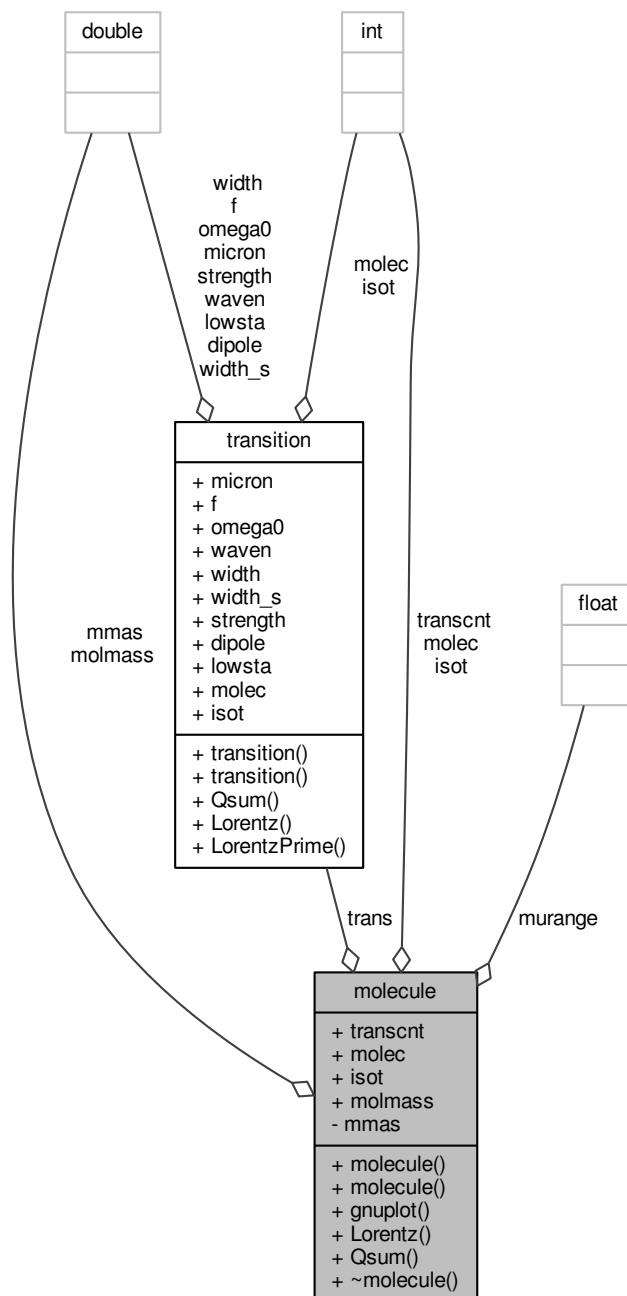 double
int
width
f
omega0
micron
strength
waven
lowsta
dipole
width_s
molec
isot
transition
+ micron
+ f
+ omega0
+ waven
+ width
+ width_s
+ strength
+ dipole
+ lowsta
+ molec
+ isot
+ transition()
+ transition()
+ Qsum()
+ Lorentz()
+ LorentzPrime()
mmas
molmass
transcnt
molec
isot
float
trans
murange
molecule
+ transcnt
+ molec
+ isot
+ molmass
- mmas
+ molecule()
+ molecule()
+ gnuplot()
+ Lorentz()
+ Qsum()
+ ~molecule()